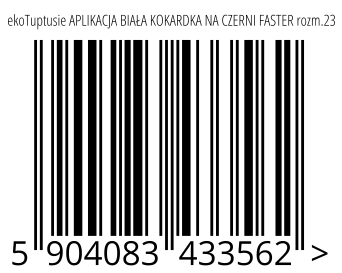 ekoTuptusie APLIKACJA BIAŁA KOKARDKA NA CZERNI FASTER rozm.23
5 904083 433562 >